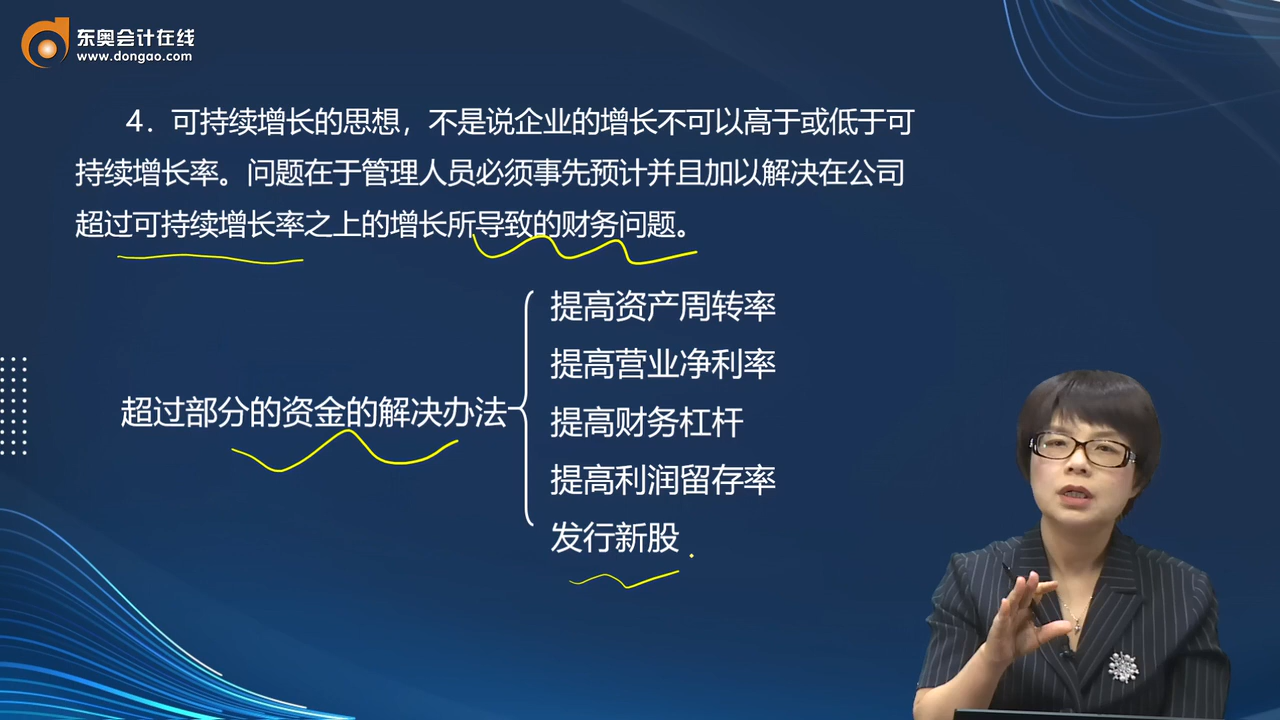 东奥会计在线
www.dongao.com
4．可持续增长的思想，不是说企业的增长不可以高于或低于可
持续增长率。问题在于管理人员必须事先预计并且加以解决在公司
超过可持续增长率之上的增长所导致的财务问题。
超过部分的资金的解决办法
提高资产周转率
提高营业净利率
提高财务杠杆
提高利润留存率
发行新股